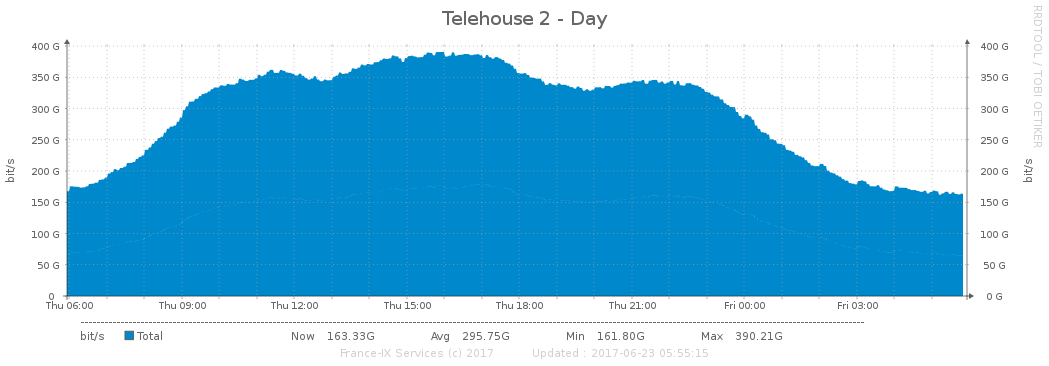 Telehouse 2 - Day
RRDTOOL / TOBI OETIKER
400 G 400 G
350 G 350 G
300 G 300 G
250 G 250 G
200 G 200 G
150 G 150 G
100 G 100 G
50 G 50 G
0 0 G
bit/s bit/s
Thu 06:00 Thu 09:00 Thu 12:00 Thu 15:00 Thu 18:00 Thu 21:00 Fri 00:00 Fri 03:00
bit/s Total Now 163.33G Avg 295.75G Min 161.80G Max 390.21G
France-IX Services (c) 2017 Updated : 2017-06-23 05:55:15